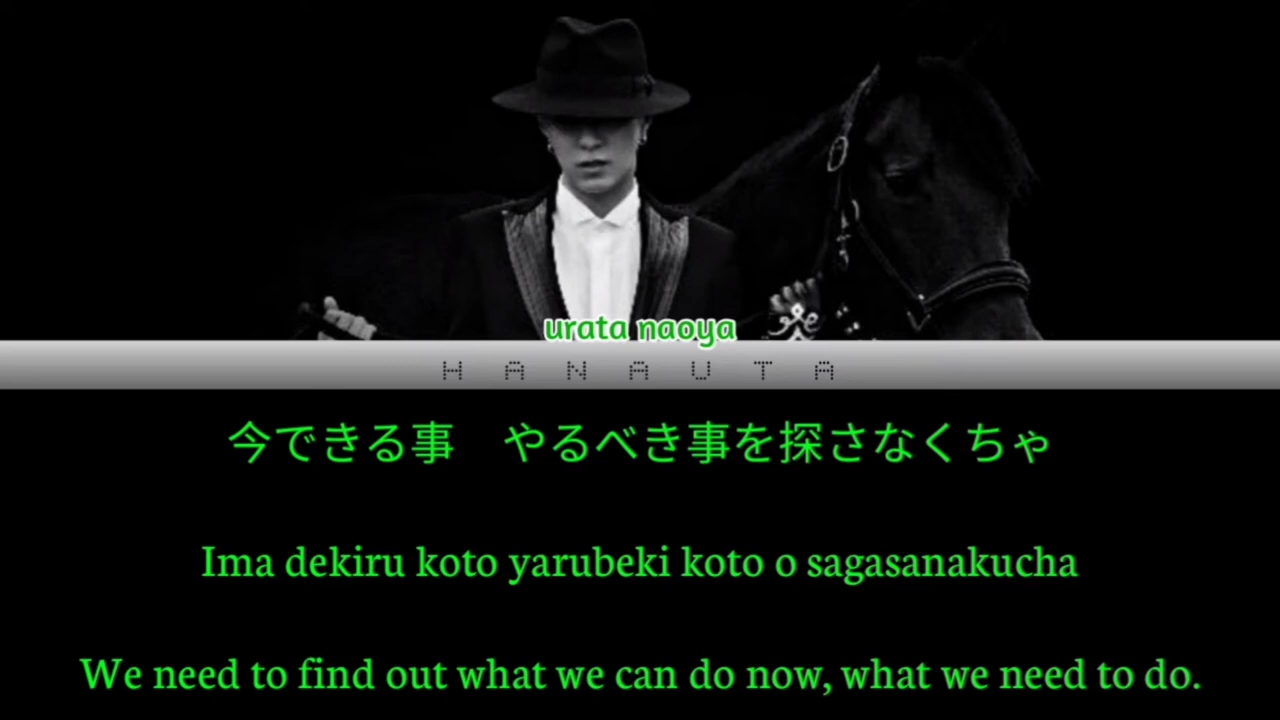 urata naoya
HANAUTA
今できる事　やるべき事を探さなくちゃ
Ima dekiru koto yarubeki koto o sagasanakucha
We need to find out what we can do now, what we need to do.